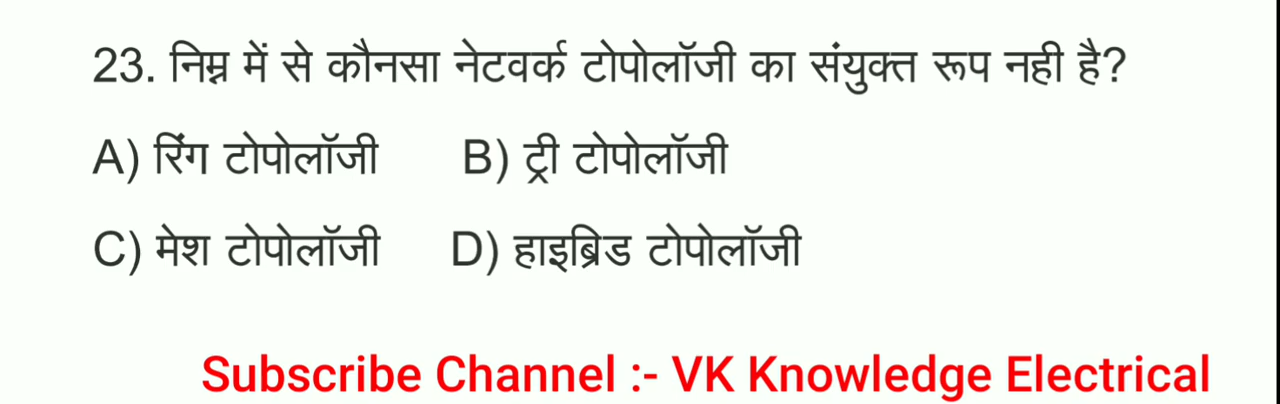 23. निम्न में से कौनसा नेटवर्क टोपोलॉजी का संयुक्त रूप नही है?
A) रिंग टोपोलॉजी B) ट्री टोपोलॉजी
C) मेश टोपोलॉजी D) हाइब्रिड टोपोलॉजी
Subscribe Channel :- VK Knowledge Electrical